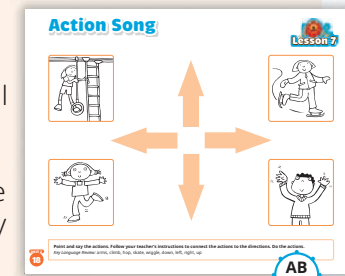 Action Song
Lesson 7
Point and say the actions. Follow your teacher's instructions to connect the actions to the directions. Do the actions.
Key Language Review: arms, climb, hop, skate, wiggle, down, left, right, up
18
AB